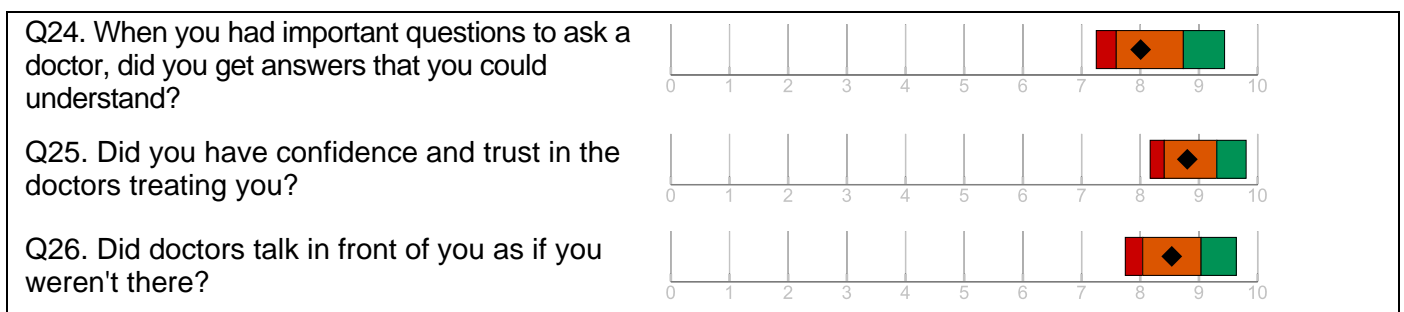 Q24. When you had important questions to ask a
doctor, did you get answers that you could
understand?
0 1 2 3 4 5 6 7 8 9 10
Q25. Did you have confidence and trust in the
doctors treating you?
0 1 2 3 4 5 6 7 8 9 10
Q26. Did doctors talk in front of you as if you
weren't there?
0 1 2 3 4 5 6 7 8 9 10